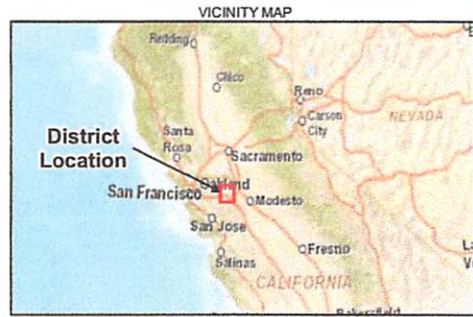 VICINITY MAP
Redding
Chico
Reno
Carson
City
NEVADA
Santa
Rosa
Sacramento
District
Location
Oakland
San Francisco
Modesto
San Jose
Fresno
Salinas
CALIFORNIA
Bakersfield